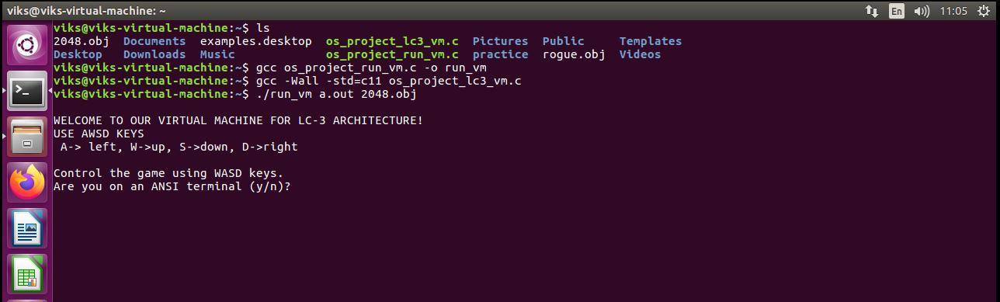 viks@viks-virtual-machine: ~ En 11:05
viks@viks-virtual-machine:~$ ls
2048.obj Documents examples.desktop os_project_lc3_vm.c Pictures Public Templates
Desktop Downloads Music os_project_run_vm.c practice rogue.obj Videos
viks@viks-virtual-machine:~$ gcc os_project_run_vm.c -o run_vm
viks@viks-virtual-machine:~$ gcc -Wall -std=c11 os_project_lc3_vm.c
viks@viks-virtual-machine:~$ ./run_vm a.out 2048.obj
WELCOME TO OUR VIRTUAL MACHINE FOR LC-3 ARCHITECTURE!
USE AWSD KEYS
A-> left, W->up, S->down, D->right
Control the game using WASD keys.
Are you on an ANSI terminal (y/n)?